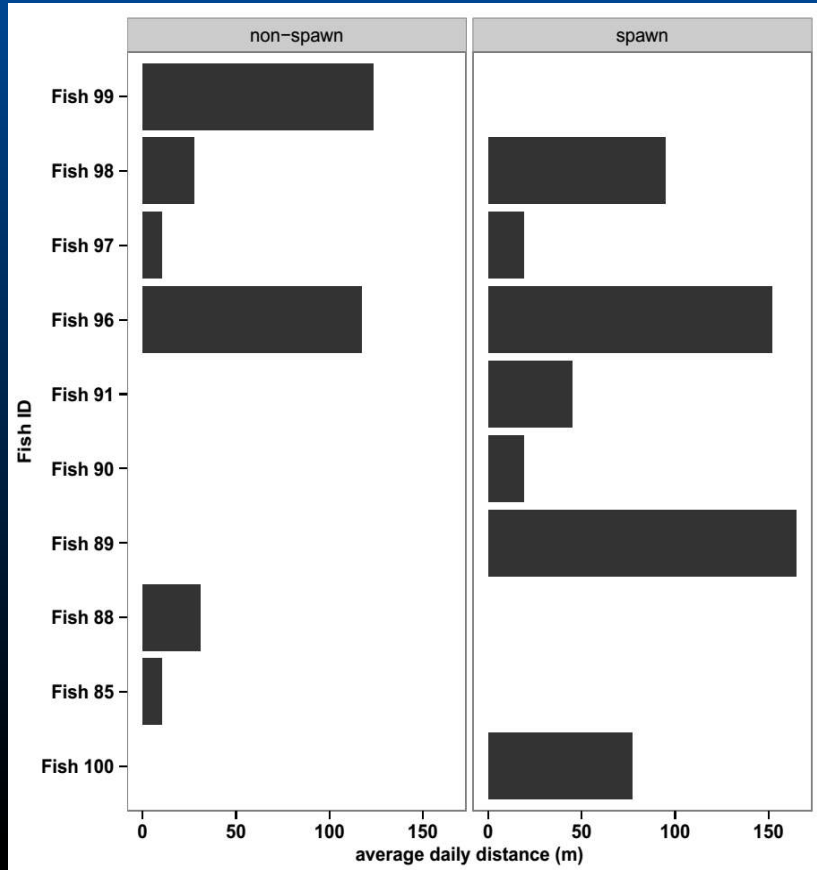 non−spawn
spawn
Fish 99
Fish 98
Fish 97
Fish 96
Fish 91
Fish 90
Fish 89
Fish 88
Fish 85
Fish 100
Fish ID
0 50 100 150
0 50 100 150
average daily distance (m)